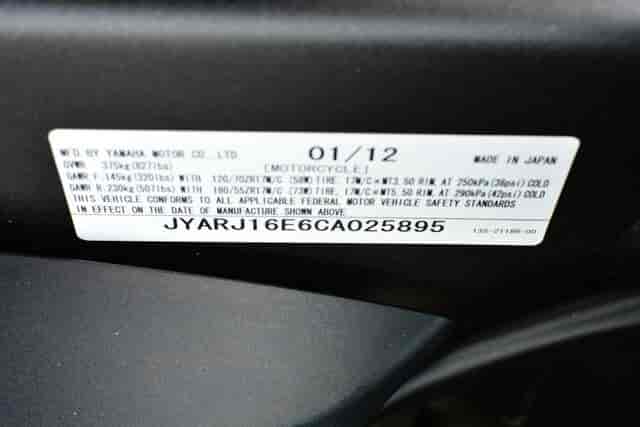 MFD. BY YAMAHA MOTOR CO., LTD. 01/12 MADE IN JAPAN
GVWR 375kg(827lbs) [MOTORCYCLE]
GAWR F. 145kg(320lbs) WITH 120/70ZR17M/C (58W) TIRE, 17M/C×MT3.50 RIM, AT 250kPa(36psi) COLD
GAWR R. 230kg(507lbs) WITH 180/55ZR17M/C (73W) TIRE, 17M/C×MT5.50 RIM, AT 290kPa(42psi) COLD
THIS VEHICLE CONFORMS TO ALL APPLICABLE FEDERAL MOTOR VEHICLE SAFETY STANDARDS
IN EFFECT ON THE DATE OF MANUFACTURE SHOWN ABOVE.
JYARJ16E6CA025895